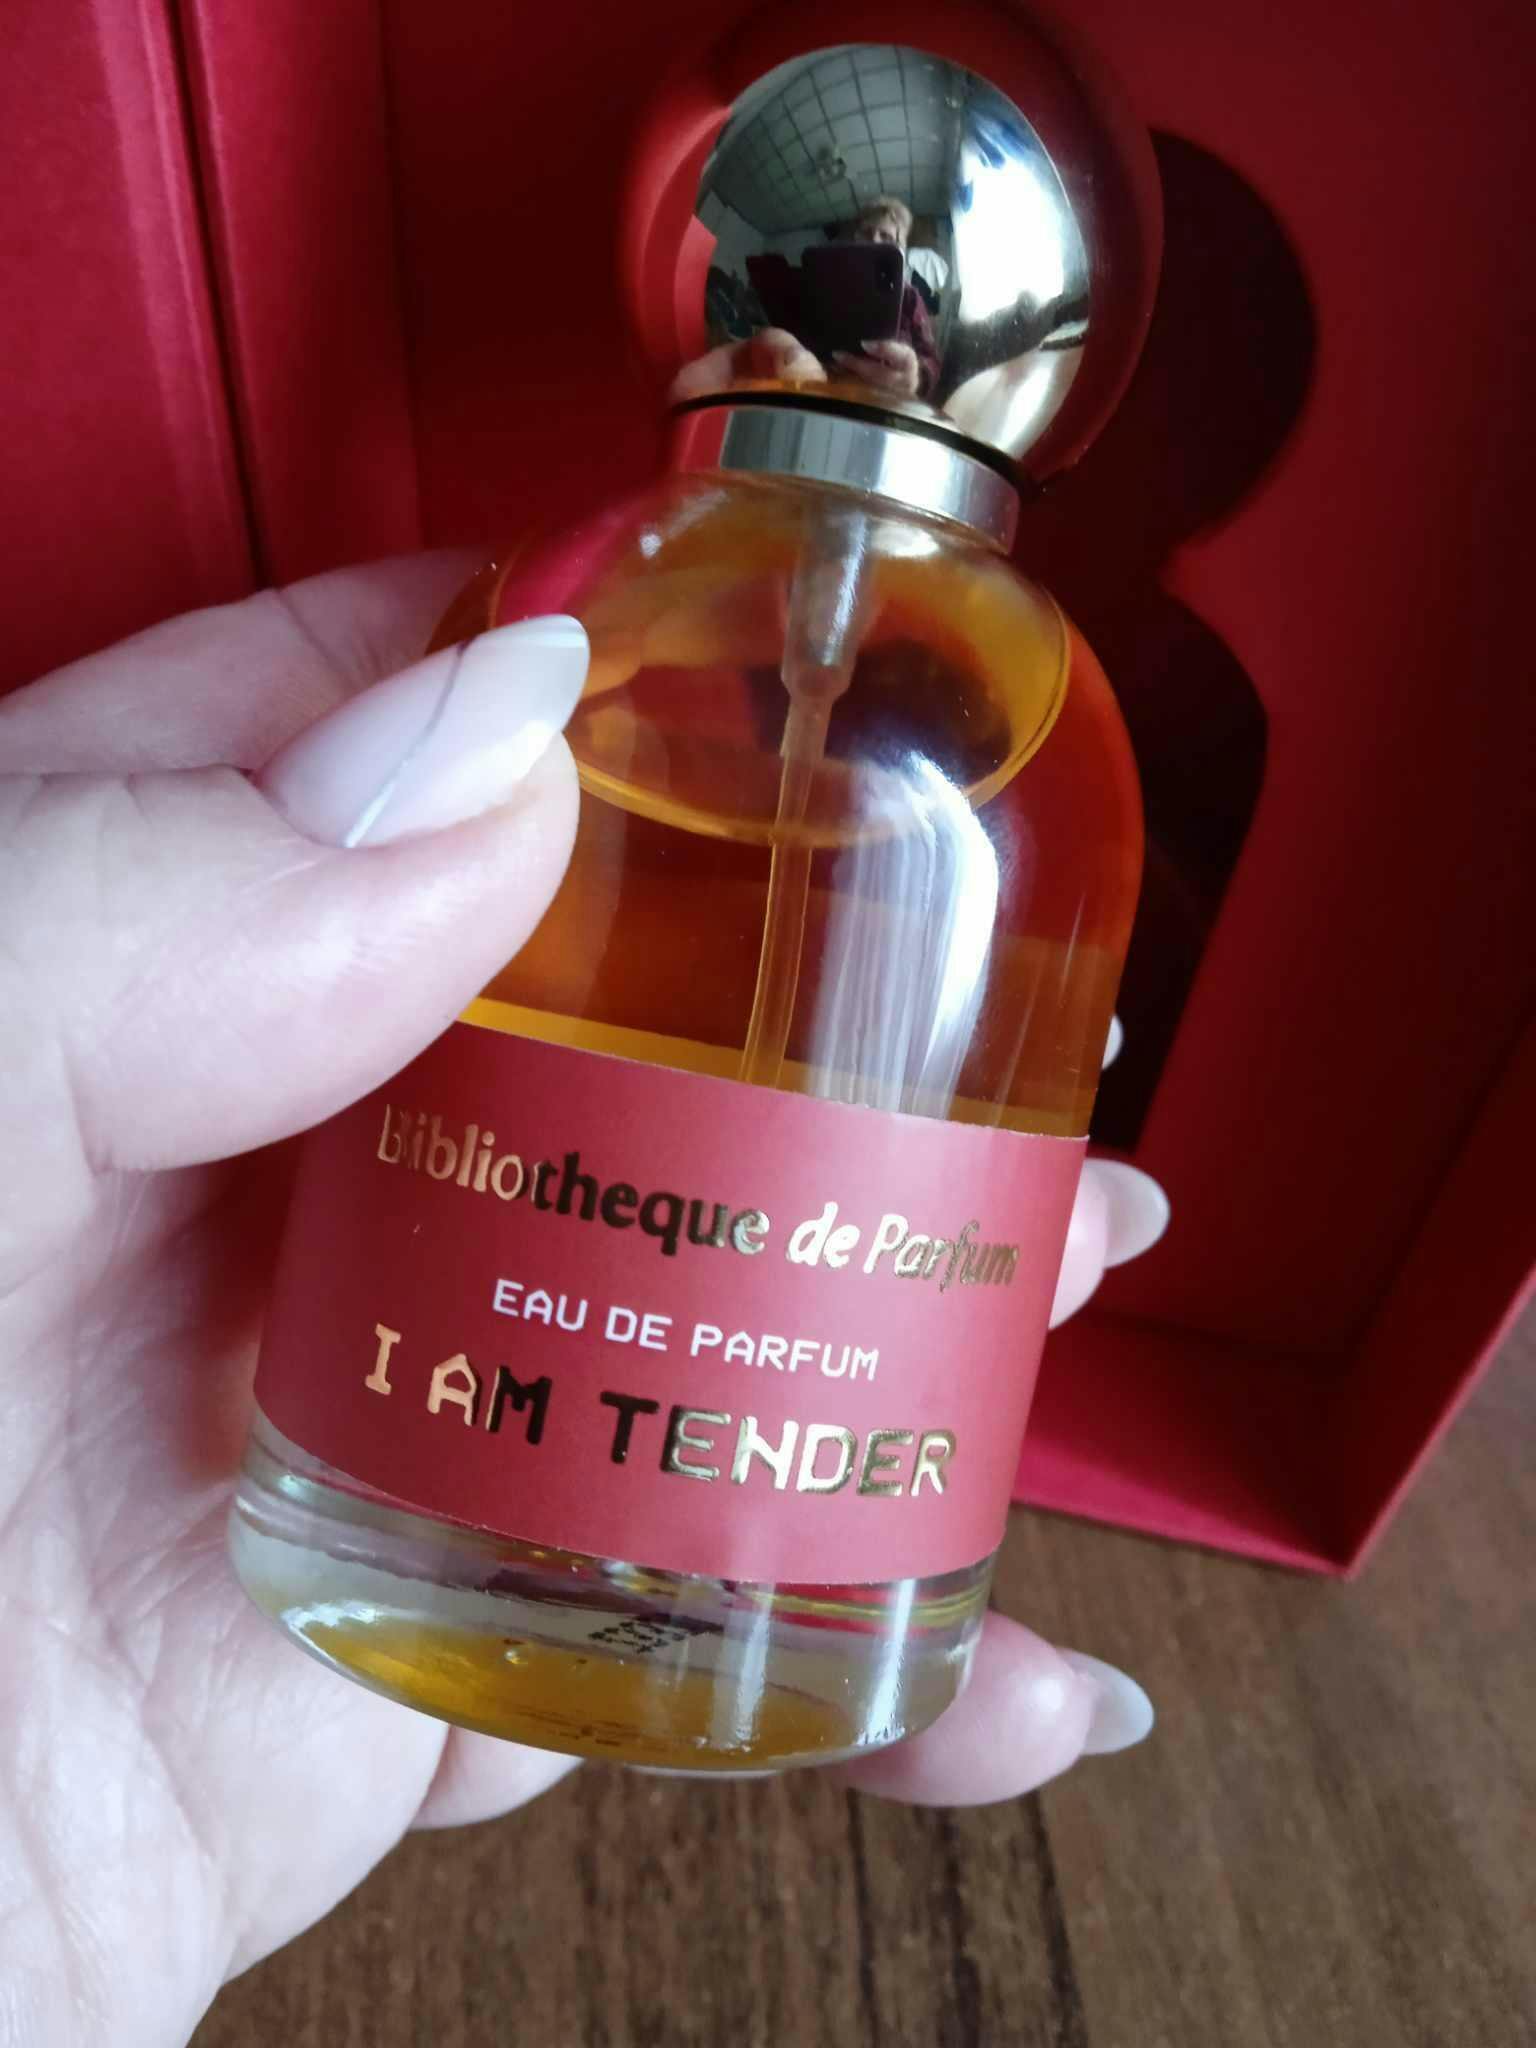 Bibliotheque de Parfum
EAU DE PARFUM
I AM TENDER